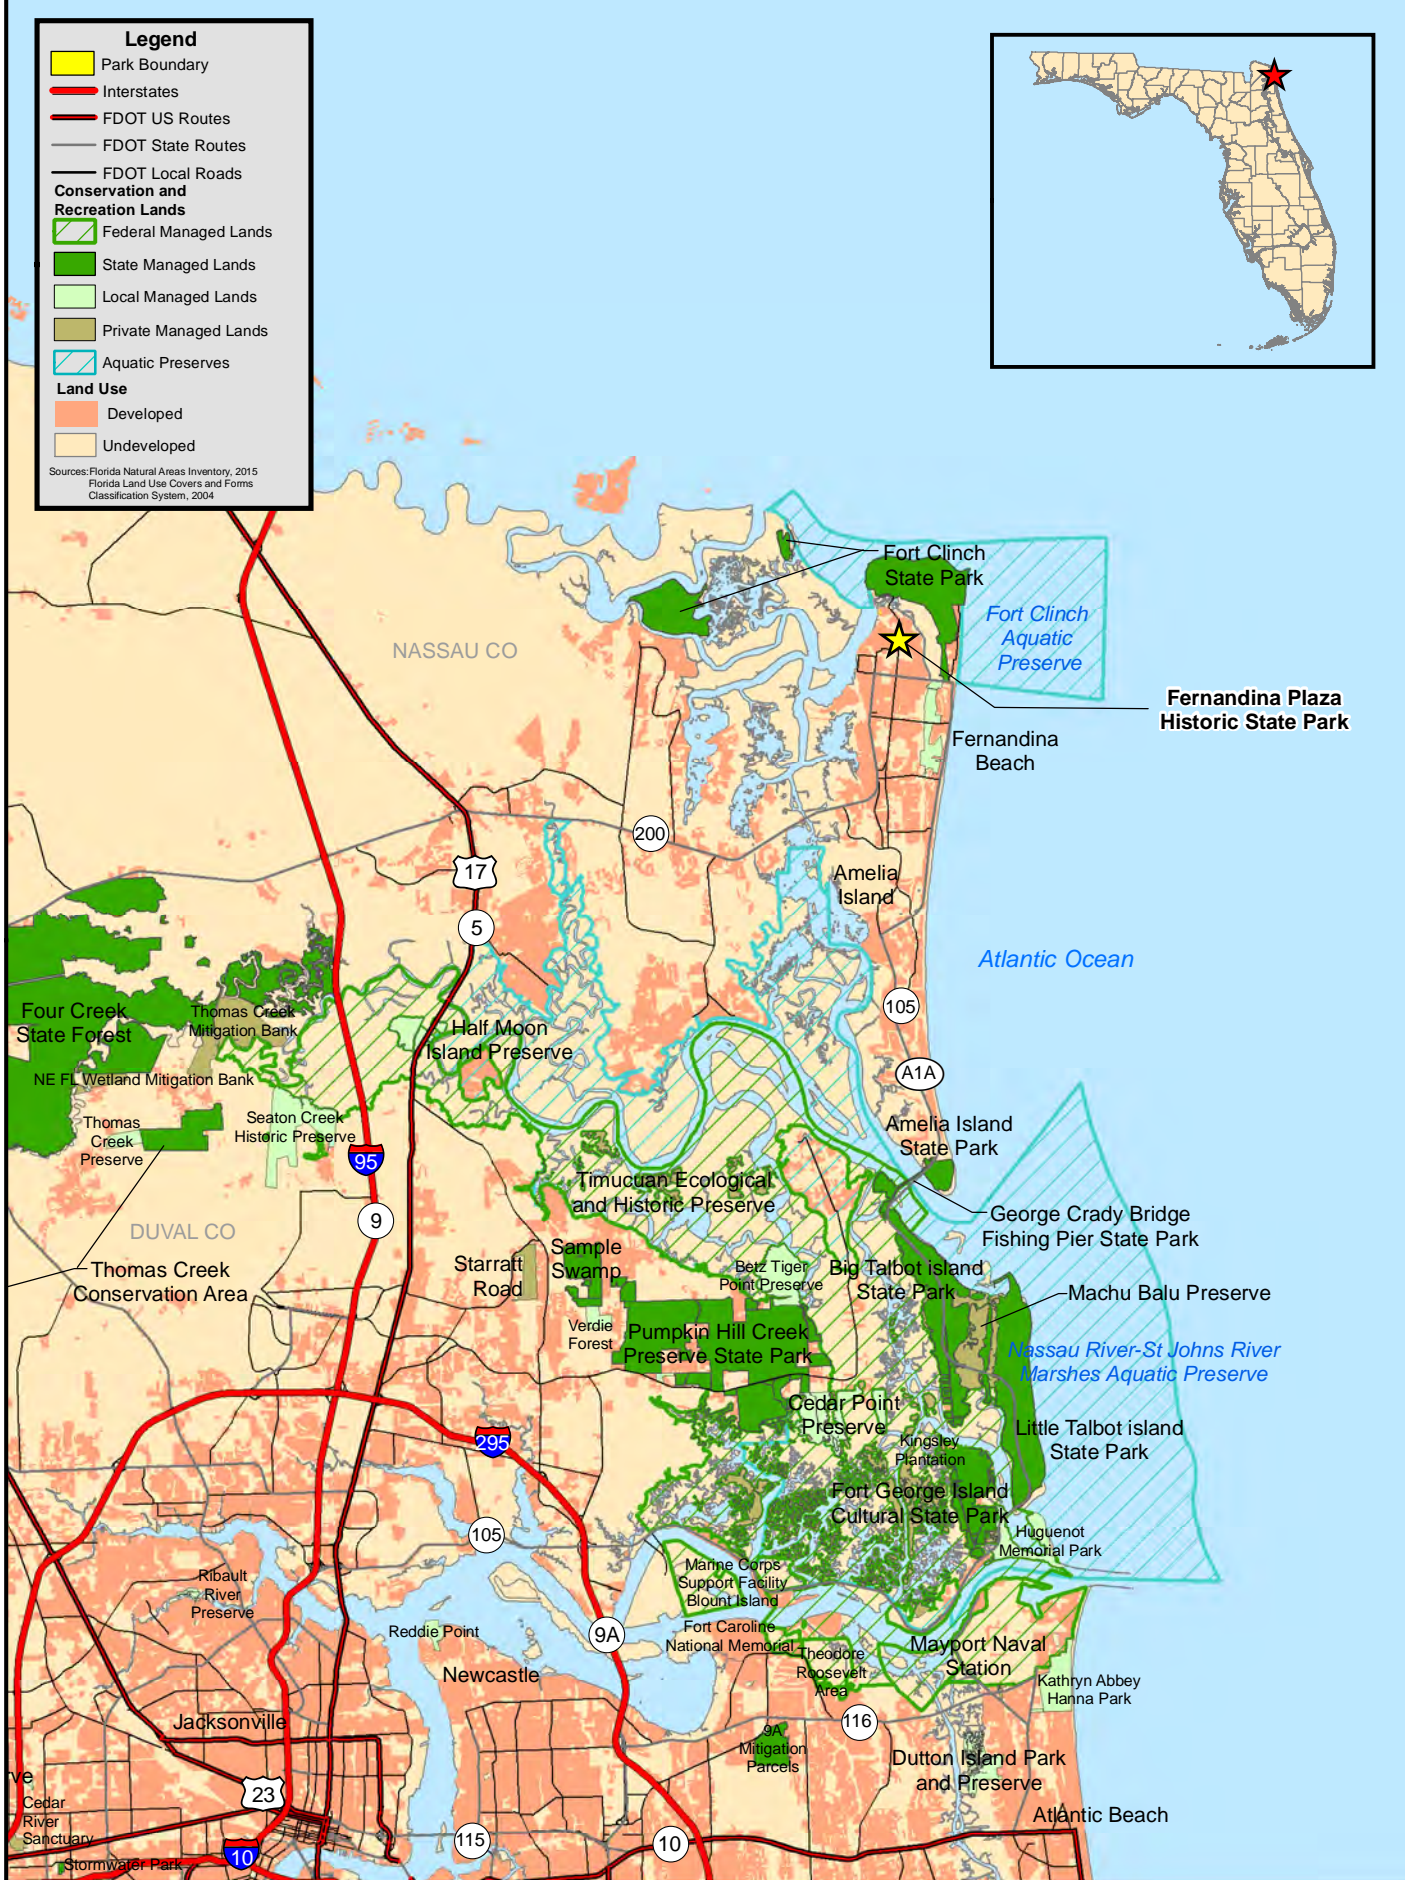 Legend
Park Boundary
Interstates
FDOT US Routes
FDOT State Routes
FDOT Local Roads
Conservation and
Recreation Lands
Federal Managed Lands
State Managed Lands
Local Managed Lands
Private Managed Lands
Aquatic Preserves
Land Use
Developed
Undeveloped
Sources:Florida Natural Areas Inventory, 2015
Florida Land Use Covers and Forms
Classification System, 2004
Fort Clinch
State Park
Fort Clinch
Aquatic
Preserve
NASSAU CO
Fernandina Plaza
Historic State Park
Fernandina
Beach
200
17
Amelia
Island
5
Atlantic Ocean
105
Four Creek
State Forest
Thomas Creek
Mitigation Bank
Half Moon
Island Preserve
A1A
NE FL Wetland Mitigation Bank
Thomas
Creek
Preserve
Seaton Creek
Historic Preserve
Amelia Island
State Park
95
Timucuan Ecological
and Historic Preserve
9
DUVAL CO
George Crady Bridge
Fishing Pier State Park
Thomas Creek
Conservation Area
Starratt
Road
Sample
Swamp
Betz Tiger
Point Preserve
Big Talbot island
State Park
Machu Balu Preserve
Verdie
Forest
Pumpkin Hill Creek
Preserve State Park
Nassau River-St Johns River
Marshes Aquatic Preserve
Cedar Point
Preserve
Little Talbot island
State Park
295
Kingsley
Plantation
Fort George Island
Cultural State Park
105
Huguenot
Memorial Park
Ribault
River
Preserve
Marine Corps
Support Facility
Blount Island
Reddie Point
9A
Fort Caroline
National Memorial
Mayport Naval
Station
Newcastle
Theodore
Roosevelt
Area
Kathryn Abbey
Hanna Park
Jacksonville
116
9A
Mitigation
Parcels
Dutton Island Park
and Preserve
ve
23
Cedar
River
Sanctuary
Atlantic Beach
115
10
10
Stormwater Park